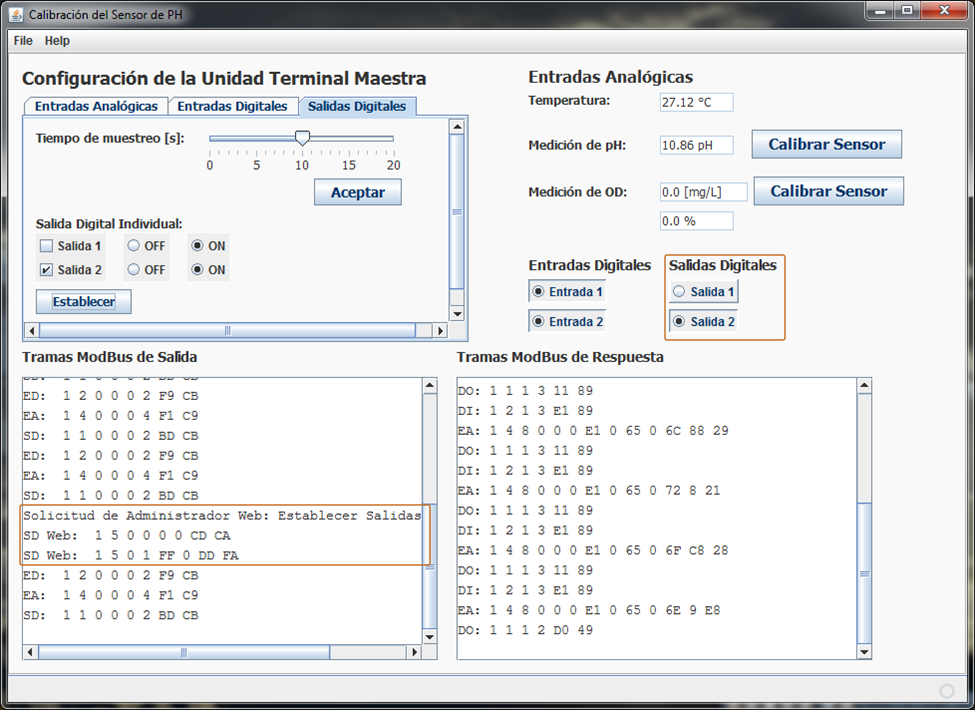 Calibración del Sensor de PH
File Help
Configuración de la Unidad Terminal Maestra
Entradas Analógicas Entradas Digitales Salidas Digitales
Tiempo de muestreo [s]:
0 5 10 15 20
Aceptar
Salida Digital Individual:
Salida 1 OFF ON
Salida 2 OFF ON
Establecer
Entradas Analógicas
Temperatura: 27.12 °C
Medición de pH: 10.86 pH Calibrar Sensor
Medición de OD: 0.0 [mg/L] Calibrar Sensor
0.0 %
Entradas Digitales Salidas Digitales
Entrada 1 Salida 1
Entrada 2 Salida 2
Tramas ModBus de Salida
SD: 1 1 0 0 0 2 BD CB
ED: 1 2 0 0 0 2 F9 CB
EA: 1 4 0 0 0 4 F1 C9
SD: 1 1 0 0 0 2 BD CB
ED: 1 2 0 0 0 2 F9 CB
EA: 1 4 0 0 0 4 F1 C9
SD: 1 1 0 0 0 2 BD CB
Solicitud de Administrador Web: Establecer Salidas
SD Web: 1 5 0 0 0 0 CD CA
SD Web: 1 5 0 1 FF 0 DD FA
ED: 1 2 0 0 0 2 F9 CB
EA: 1 4 0 0 0 4 F1 C9
SD: 1 1 0 0 0 2 BD CB
Tramas ModBus de Respuesta
DO: 1 1 1 3 11 89
DI: 1 2 1 3 E1 89
EA: 1 4 8 0 0 0 E1 0 65 0 6C 88 29
DO: 1 1 1 3 11 89
DI: 1 2 1 3 E1 89
EA: 1 4 8 0 0 0 E1 0 65 0 72 8 21
DO: 1 1 1 3 11 89
DI: 1 2 1 3 E1 89
EA: 1 4 8 0 0 0 E1 0 65 0 6F C8 28
DO: 1 1 1 3 11 89
DI: 1 2 1 3 E1 89
EA: 1 4 8 0 0 0 E1 0 65 0 6E 9 E8
DO: 1 1 1 2 D0 49